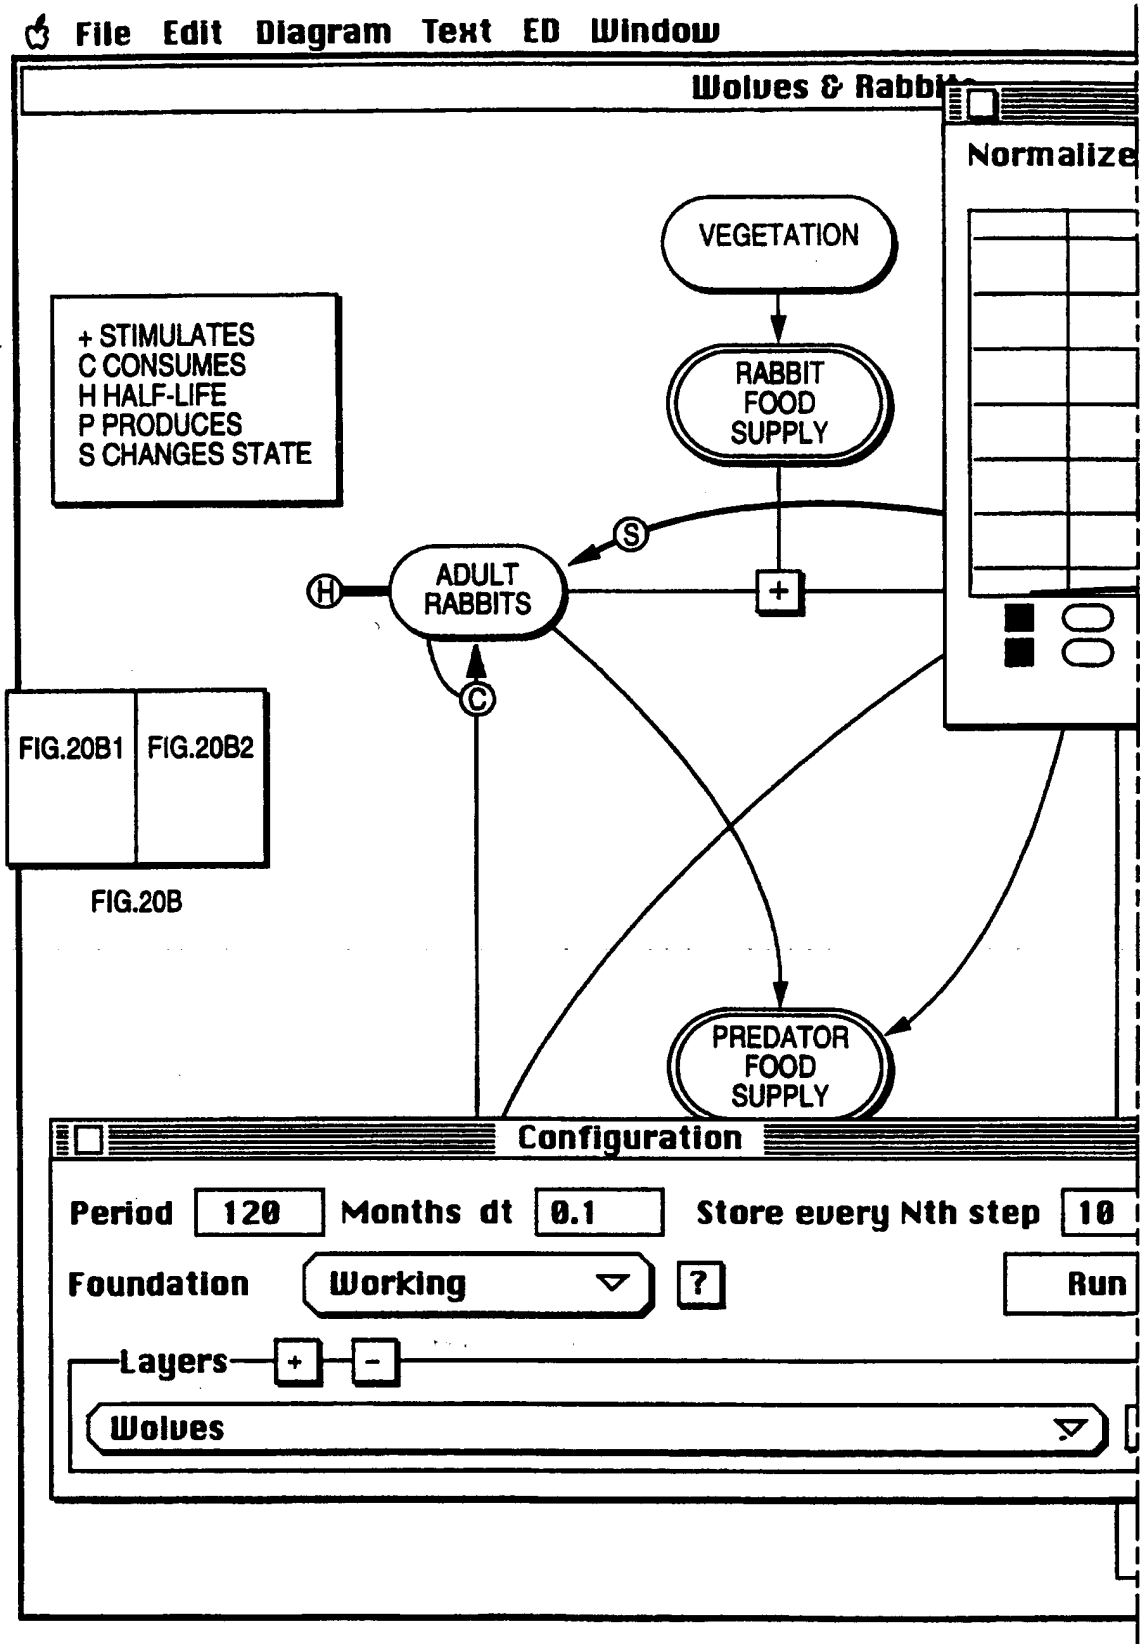 File Edit Diagram Text ED Window
Wolves & Rabbits
Normalize
VEGETATION
+ STIMULATES
C CONSUMES
H HALF-LIFE
P PRODUCES
S CHANGES STATE
RABBIT
FOOD
SUPPLY
S
H
ADULT
RABBITS
+
C
FIG.20B1 FIG.20B2
FIG.20B
PREDATOR
FOOD
SUPPLY
Configuration
Period 120 Months dt 0.1 Store every Nth step 10
Foundation Working ? Run
Layers + -
Wolves